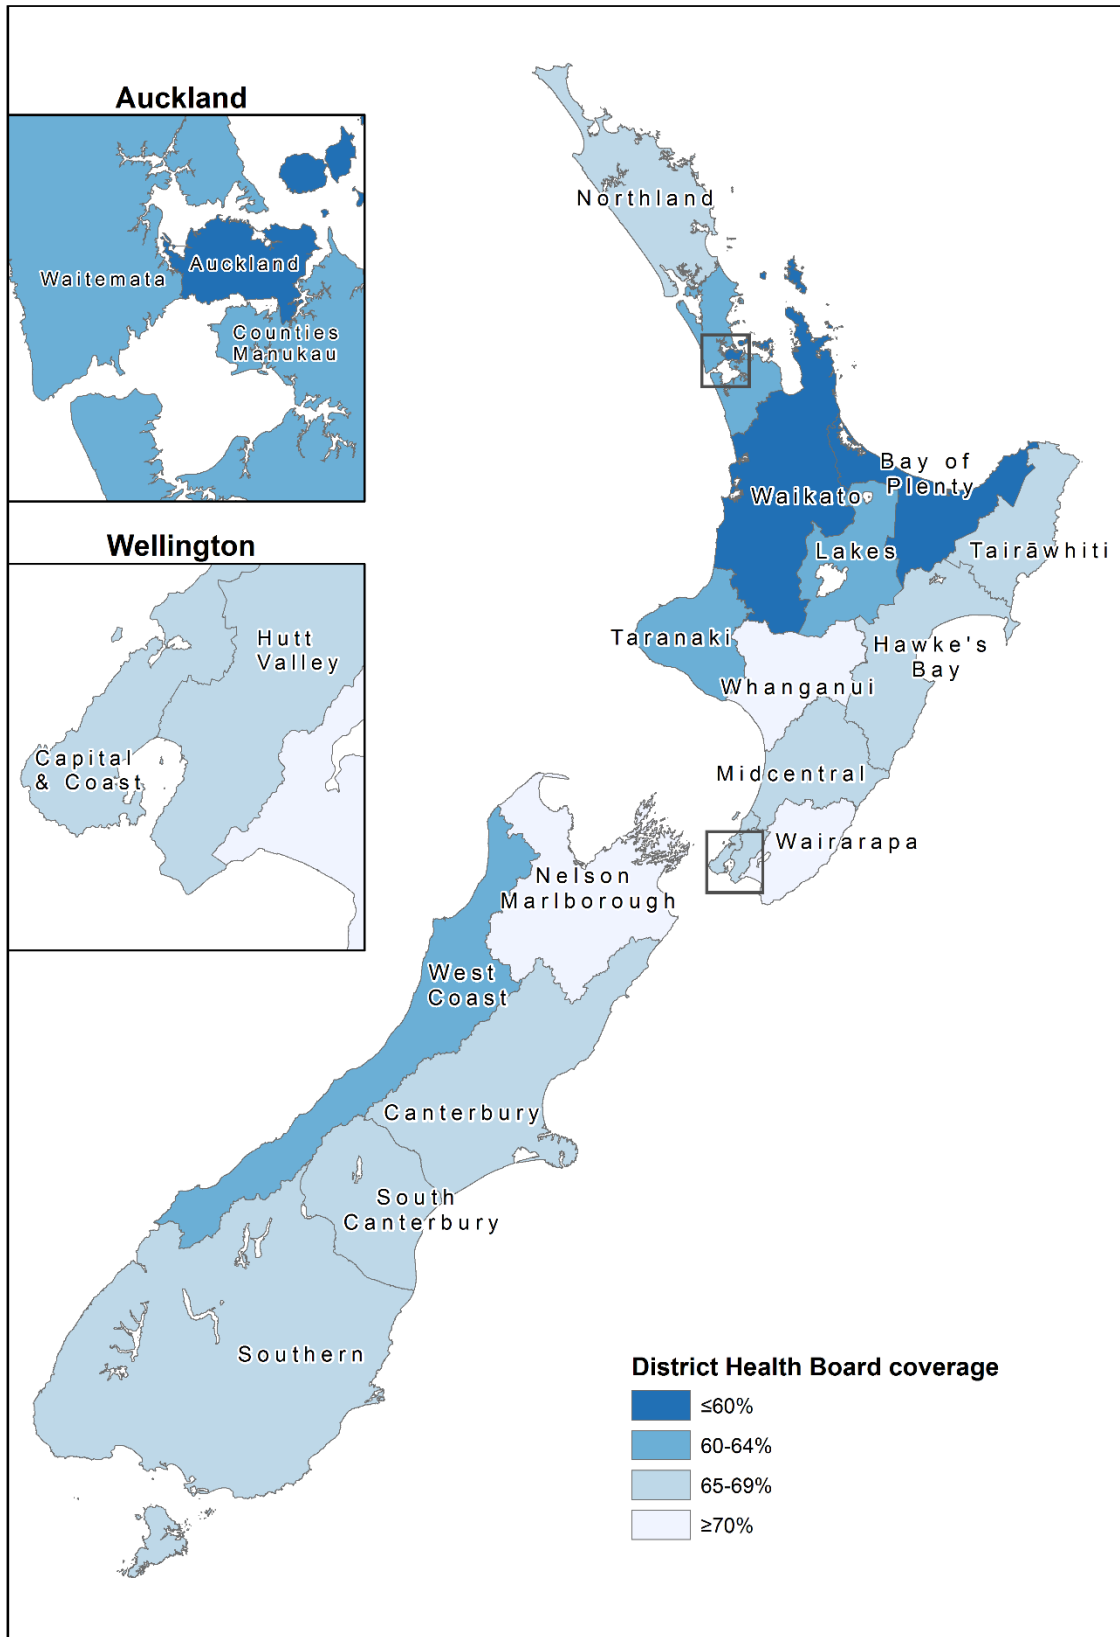 Auckland
Waitemata
Auckland
Counties
Manukau
Wellington
Hutt
Valley
Capital
& Coast
Northland
Bay of
Plenty
Waikato
Lakes
Tairāwhiti
Taranaki
Hawke's
Bay
Whanganui
Midcentral
Wairarapa
Nelson
Marlborough
West
Coast
Canterbury
South
Canterbury
Southern
District Health Board coverage
≤60%
60-64%
65-69%
≥70%